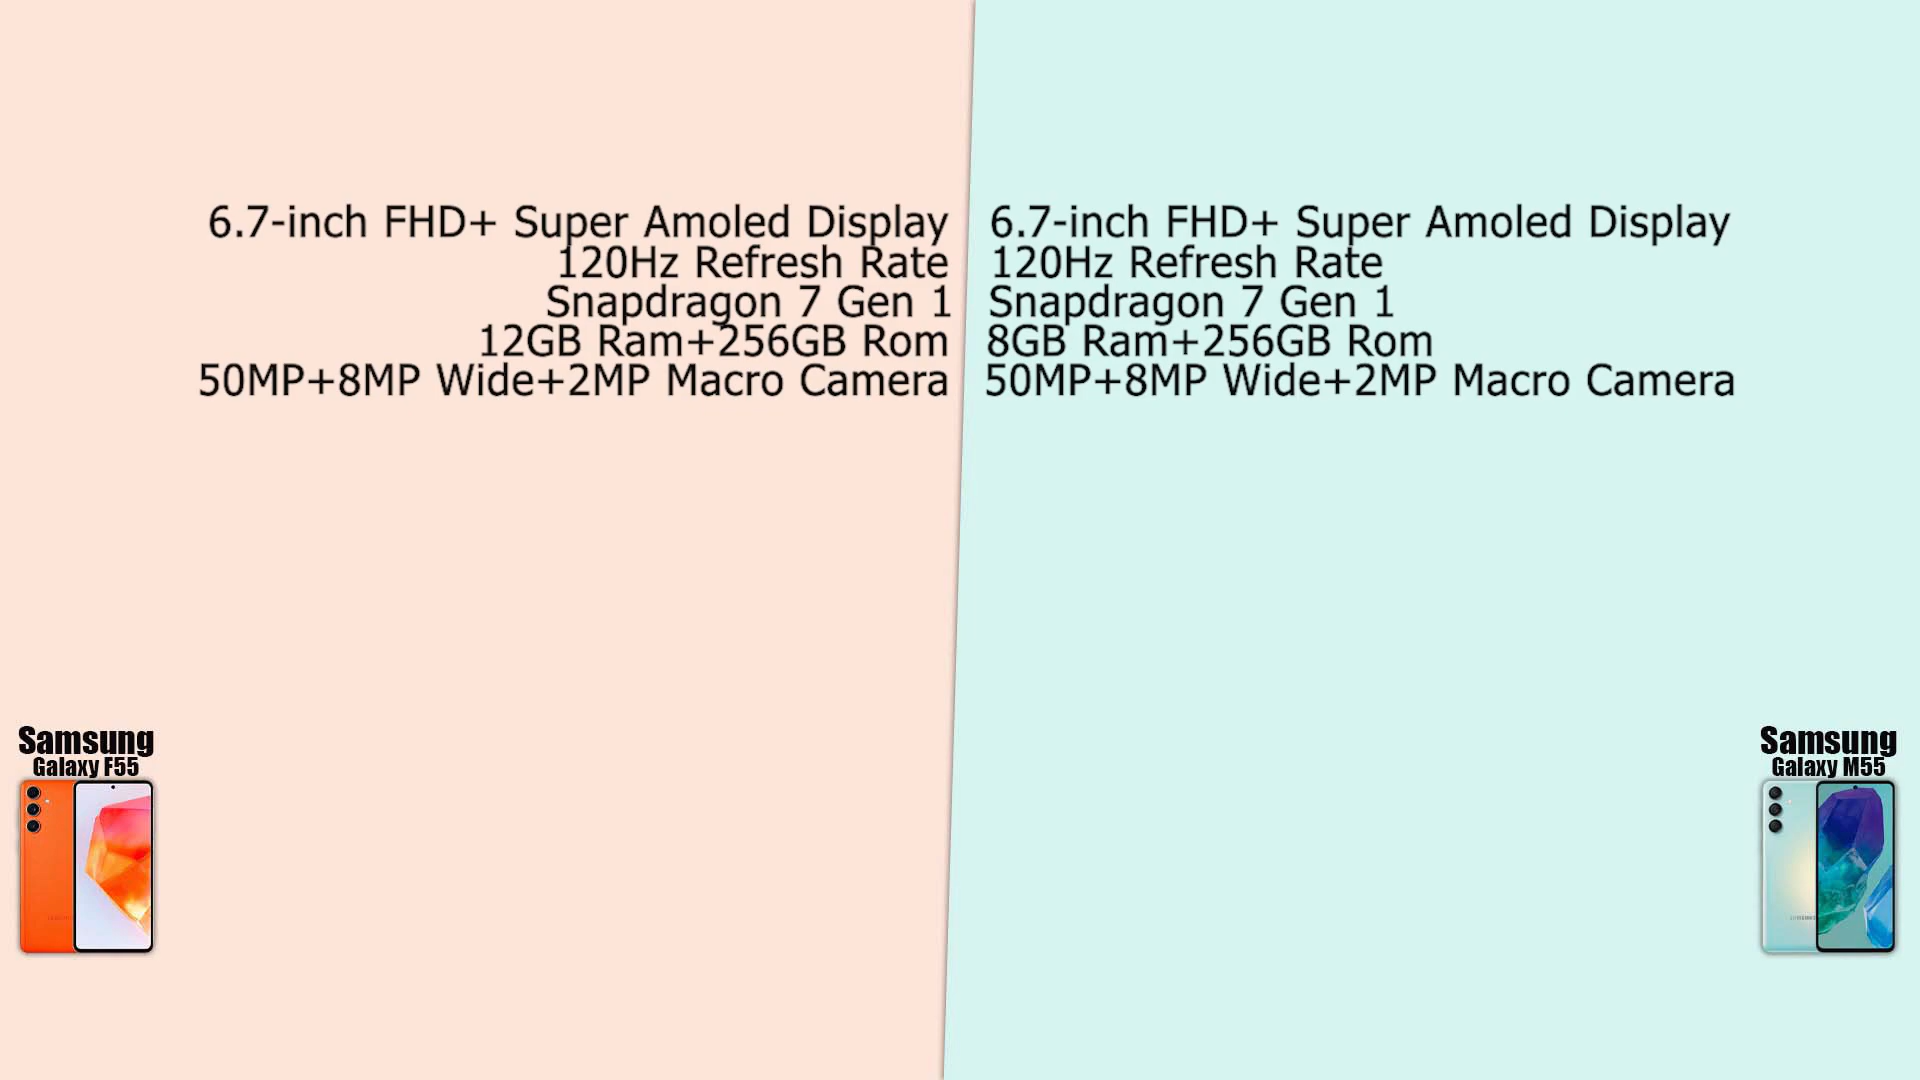 6.7-inch FHD+ Super Amoled Display
120Hz Refresh Rate
Snapdragon 7 Gen 1
12GB Ram+256GB Rom
50MP+8MP Wide+2MP Macro Camera
6.7-inch FHD+ Super Amoled Display
120Hz Refresh Rate
Snapdragon 7 Gen 1
8GB Ram+256GB Rom
50MP+8MP Wide+2MP Macro Camera
Samsung
Galaxy F55
Samsung
Galaxy M55
SAMSUNG